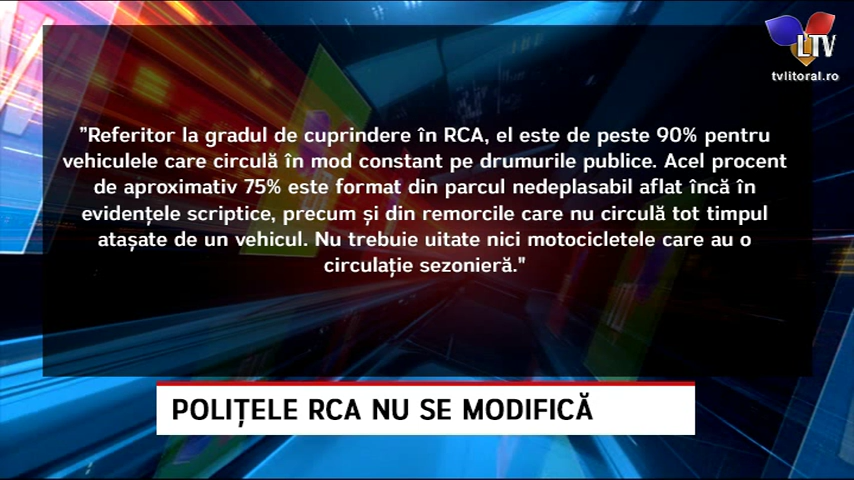 LTV
tvlitoral.ro
"Referitor la gradul de cuprindere în RCA, el este de peste 90% pentru
vehiculele care circulă în mod constant pe drumurile publice. Acel procent
de aproximativ 75% este format din parcul nedeplasabil aflat încă în
evidențele scriptice, precum și din remorcile care nu circulă tot timpul
atașate de un vehicul. Nu trebuie uitate nici motocicletele care au o
circulație sezonieră."
POLIȚELE RCA NU SE MODIFICĂ